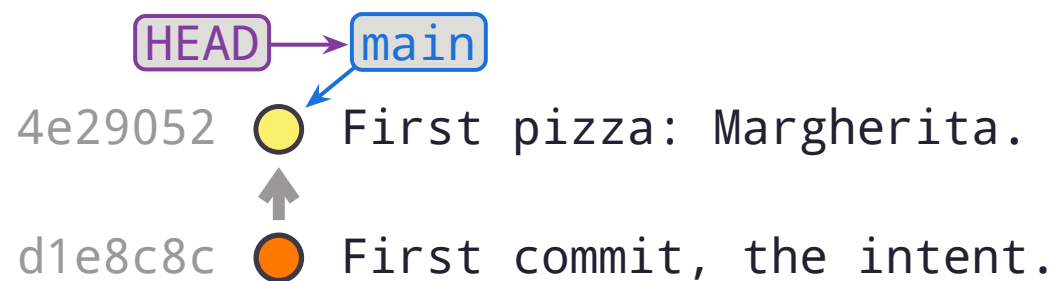 HEAD main
4e29052 First pizza: Margherita.
d1e8c8c First commit, the intent.